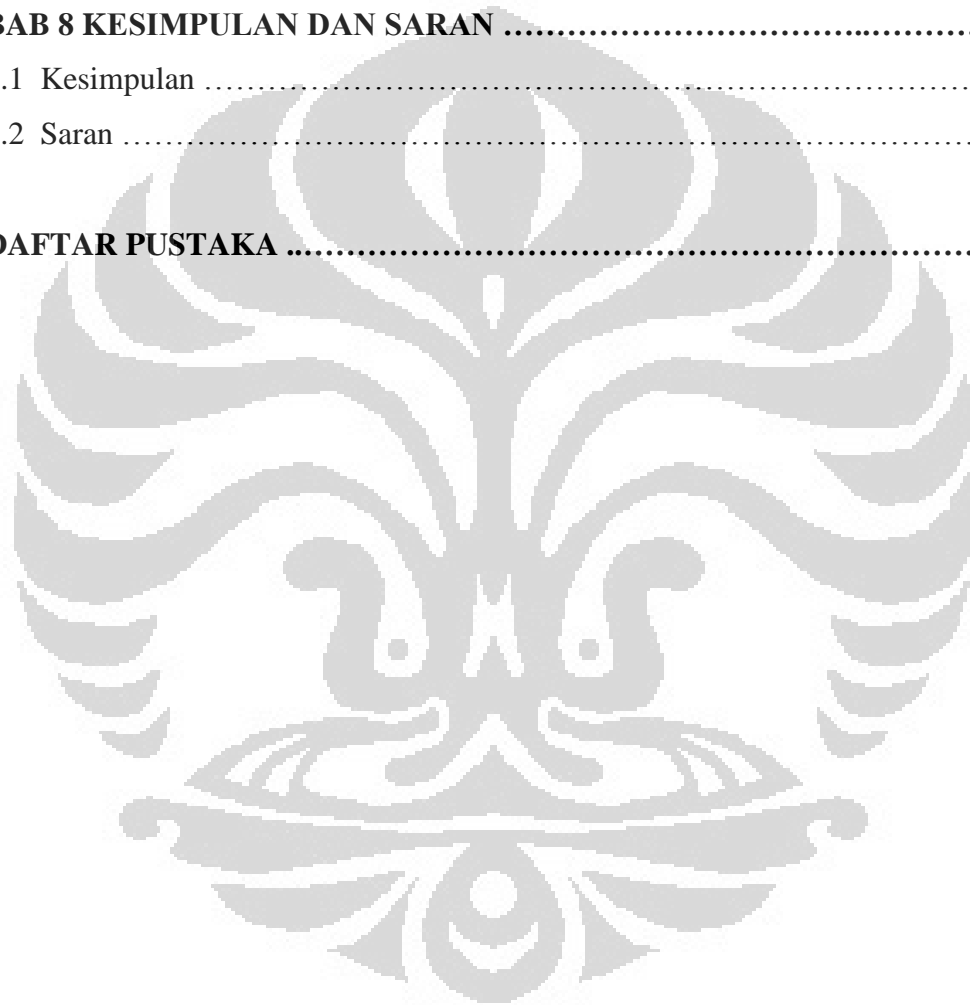 BAB 8 KESIMPULAN DAN SARAN ……………………………...…………
.1 Kesimpulan ……………………………………………………………………
.2 Saran …………………………………………………………………………
DAFTAR PUSTAKA ..……………………………………………………